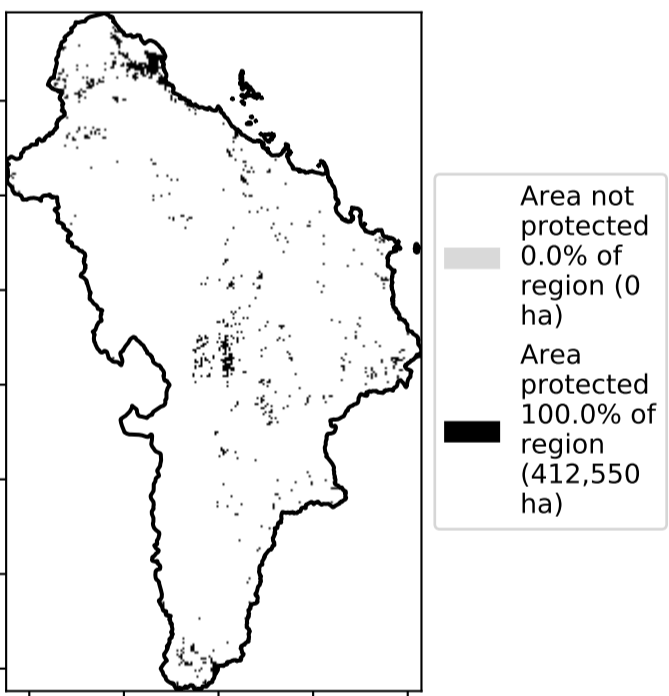 Area not
protected
0.0% of
region (0
ha)
Area
protected
100.0% of
region
(412,550
ha)